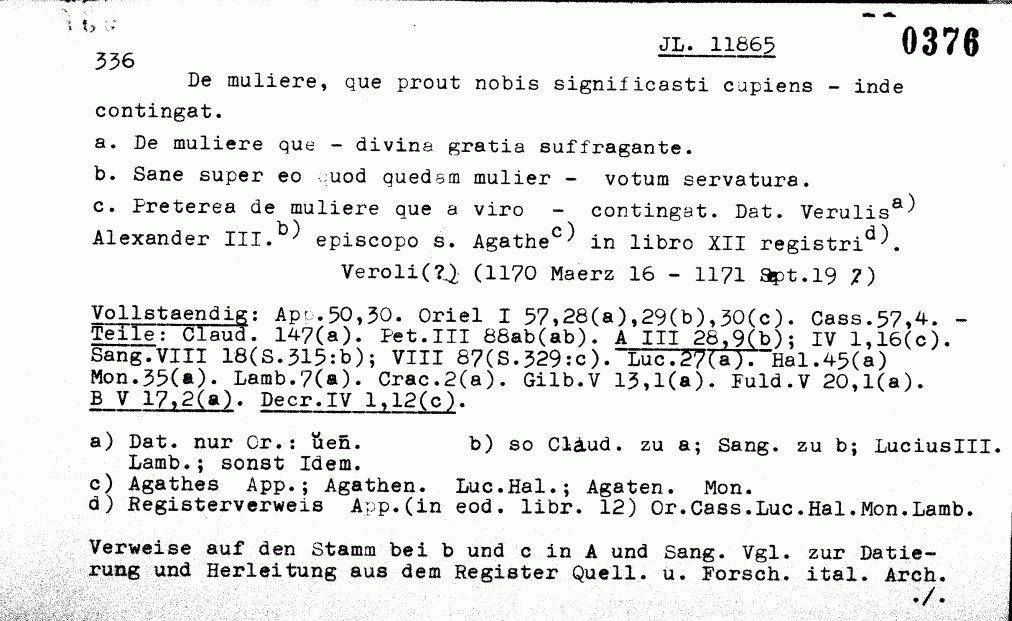 JL. 11865 0376
336
De muliere, que prout nobis significasti cupiens - inde
contingat.
a. De muliere que - divina gratia suffragante.
b. Sane super eo quod quedam mulier - votum servatura.
c. Preterea de muliere que a viro - contingat. Dat. Verulis a)
Alexander III. b) episcopo s. Agathe c) in libro XII registri d).
Veroli(?) (1170 Maerz 16 - 1171 Spt.19 ?)
Vollstaendig: App.50,30. Oriel I 57,28(a),29(b),30(c). Cass.57,4. -
Teile: Claud. 147(a). Pet.III 88ab(ab). A III 28,9(b); IV 1,16(c).
Sang.VIII 18(S.315:b); VIII 87(S.329:c). Luc.27(a). Hal.45(a)
Mon.35(a). Lamb.7(a). Crac.2(a). Gilb.V 13,1(a). Fuld.V 20,1(a).
B V 17,2(a). Decr.IV 1,12(c).
a) Dat. nur Or.: ŭen̄. b) so Claud. zu a; Sang. zu b; LuciusIII.
Lamb.; sonst Idem.
c) Agathes App.; Agathen. Luc.Hal.; Agaten. Mon.
d) Registerverweis App.(in eod. libr. 12) Or.Cass.Luc.Hal.Mon.Lamb.
Verweise auf den Stamm bei b und c in A und Sang. Vgl. zur Datie-
rung und Herleitung aus dem Register Quell. u. Forsch. ital. Arch.
./.